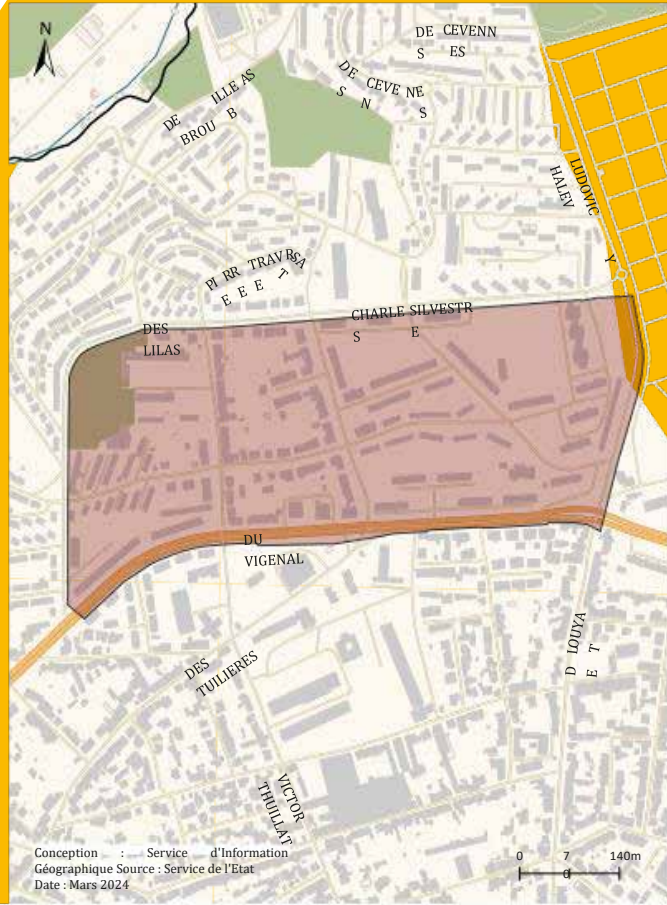 N
DE CEVENN
S ES
DE CEVE NE
S N S
DE ILLE AS
BROU B
LUDOVIC
HALEV
Y
PI RR TRAV RSA
E E E T
CHARLE SILVESTR
S E
DES
LILAS
DU
VIGENAL
D LOUYA
E T
DES
TUILIERES
VICTOR
THUILLAT
Conception : Service d'Information
Géographique Source : Service de l'Etat
Date : Mars 2024
0 7 140m
0